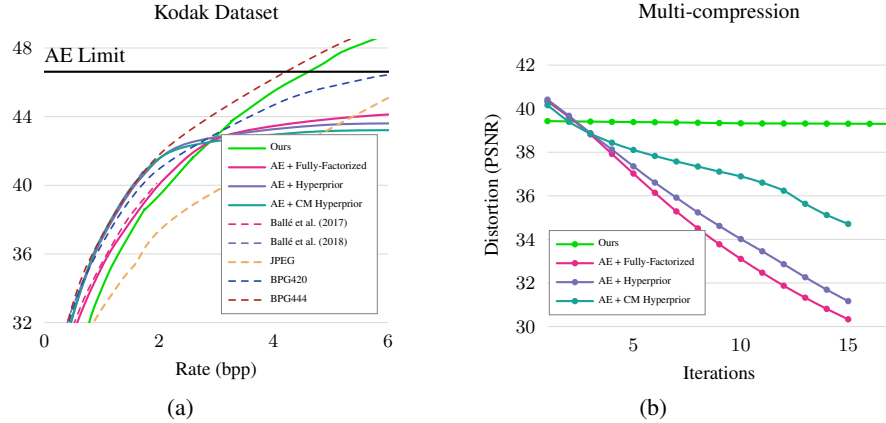 Kodak Dataset
AE Limit
48
44
40
36
32
0
2
4
6
Rate (bpp)
Ours
AE + Fully-Factorized
AE + Hyperprior
AE + CM Hyperprior
Ballé et al. (2017)
Ballé et al. (2018)
JPEG
BPG420
BPG444
(a)
Multi-compression
Distortion (PSNR)
42
40
38
36
34
32
30
5
10
15
Iterations
Ours
AE + Fully-Factorized
AE + Hyperprior
AE + CM Hyperprior
(b)